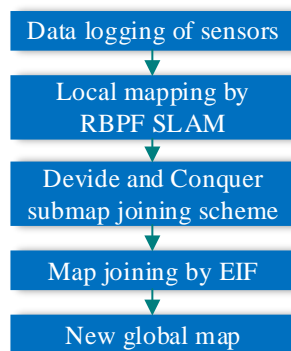 Data logging of sensors
Local mapping by
RBPF SLAM
Devide and Conquer
submap joining scheme
Map joining by EIF
New global map